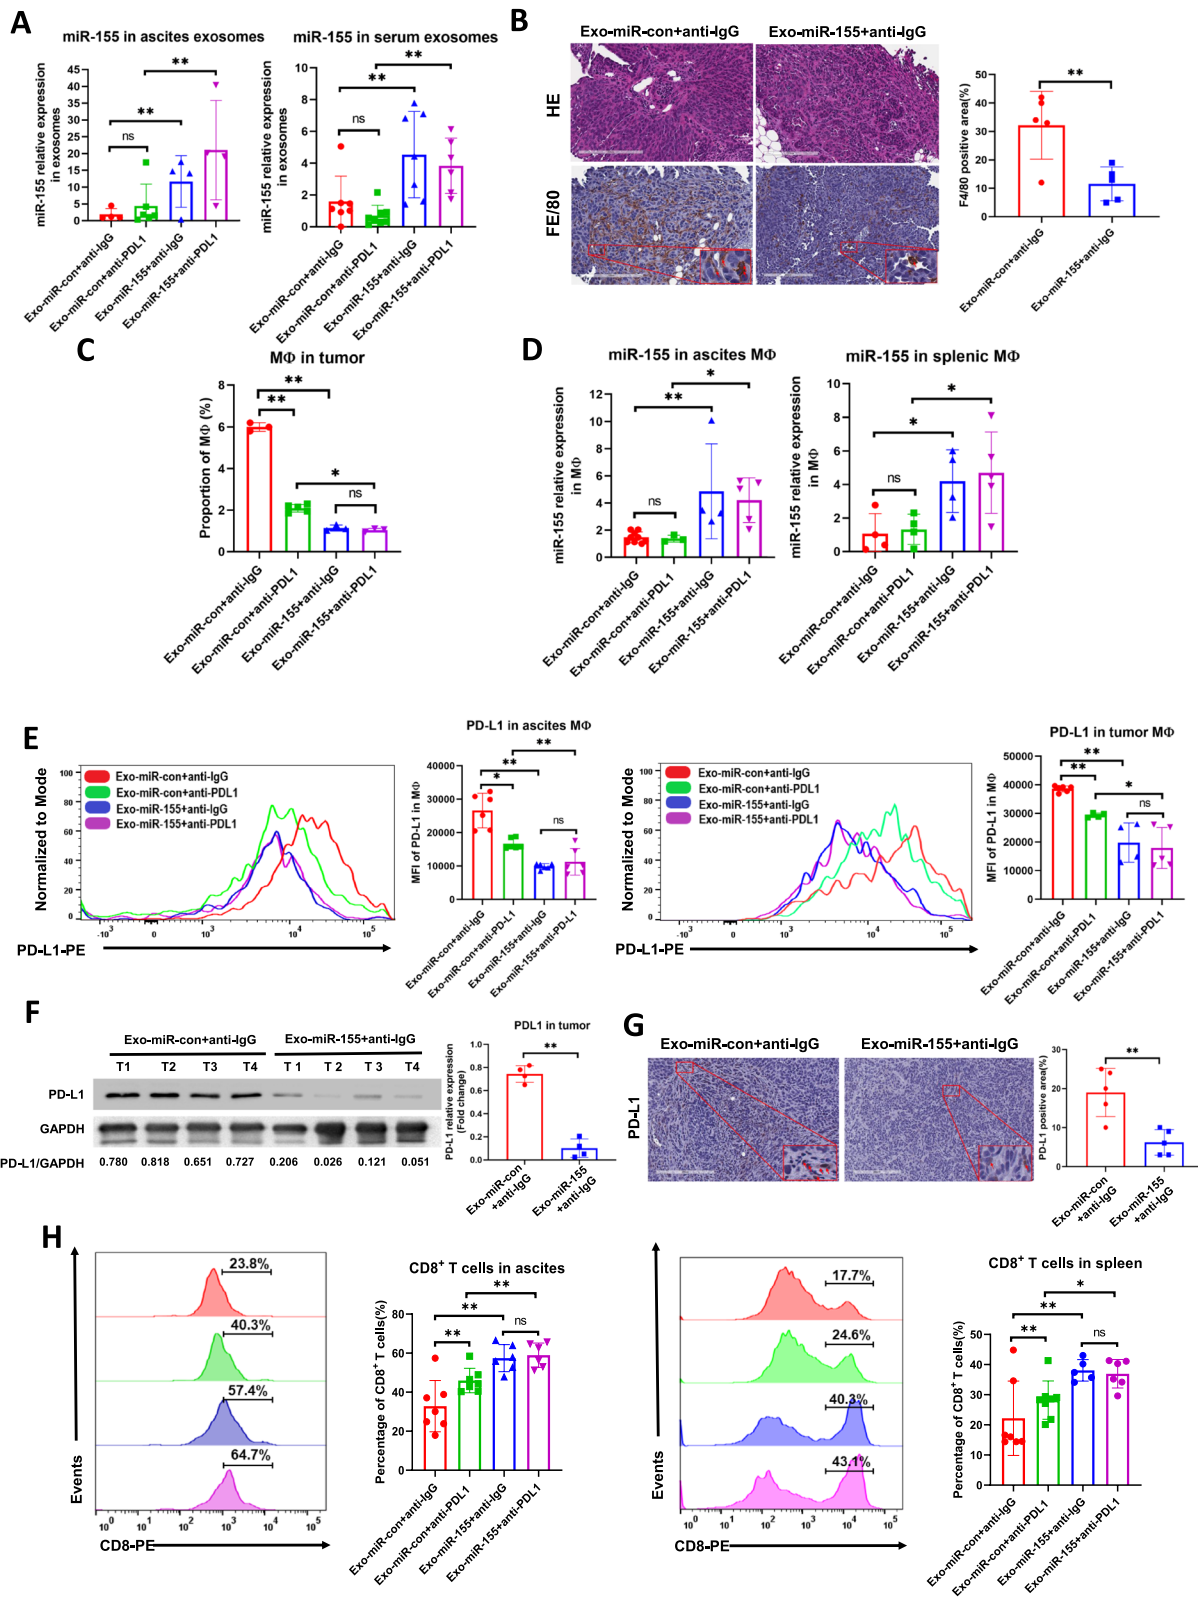 A
miR-155 in ascites exosomes
miR-155 relative expression
in exosomes
45
40
35
30
25
20
15
10
5
0
ns
**
**
Exo-miR-con+anti-IgG
Exo-miR-con+anti-PDL1
Exo-miR-155+anti-IgG
Exo-miR-155+anti-PDL1
miR-155 in serum exosomes
miR-155 relative expression
in exosomes
10
8
6
4
2
0
ns
**
**
Exo-miR-con+anti-IgG
Exo-miR-con+anti-PDL1
Exo-miR-155+anti-IgG
Exo-miR-155+anti-PDL1
B
Exo-miR-con+anti-IgG
Exo-miR-155+anti-IgG
HE
FE/80
F4/80 positive area(%)
50
40
30
20
10
0
**
Exo-miR-con+anti-IgG
Exo-miR-155+anti-IgG
C
MΦ in tumor
Proportion of MΦ (%)
8
6
4
2
0
**
**
*
ns
Exo-miR-con+anti-IgG
Exo-miR-con+anti-PDL1
Exo-miR-155+anti-IgG
Exo-miR-155+anti-PDL1
D
miR-155 in ascites MΦ
miR-155 relative expression
in MΦ
12
10
8
6
4
2
0
ns
**
*
Exo-miR-con+anti-IgG
Exo-miR-con+anti-PDL1
Exo-miR-155+anti-IgG
Exo-miR-155+anti-PDL1
miR-155 in splenic MΦ
miR-155 relative expression
in MΦ
10
8
6
4
2
0
ns
*
*
Exo-miR-con+anti-IgG
Exo-miR-con+anti-PDL1
Exo-miR-155+anti-IgG
Exo-miR-155+anti-PDL1
E
Normalized to Mode
100
80
60
40
20
0
Exo-miR-con+anti-IgG
Exo-miR-con+anti-PDL1
Exo-miR-155+anti-IgG
Exo-miR-155+anti-PDL1
-10³ 0 10³ 10⁴ 10⁵
PD-L1-PE
PD-L1 in ascites MΦ
MFI of PD-L1 in MΦ
40000
30000
20000
10000
0
**
**
*
ns
Exo-miR-con+anti-IgG
Exo-miR-con+anti-PD-L1
Exo-miR-155+anti-IgG
Exo-miR-155+anti-PD-L1
Normalized to Mode
100
80
60
40
20
0
Exo-miR-con+anti-IgG
Exo-miR-con+anti-PDL1
Exo-miR-155+anti-IgG
Exo-miR-155+anti-PDL1
-10³ 0 10³ 10⁴ 10⁵
PD-L1-PE
PD-L1 in tumor MΦ
MFI of PD-L1 in MΦ
50000
40000
30000
20000
10000
0
**
**
*
ns
Exo-miR-con+anti-IgG
Exo-miR-con+anti-PDL1
Exo-miR-155+anti-IgG
Exo-miR-155+anti-PDL1
F
Exo-miR-con+anti-IgG Exo-miR-155+anti-IgG
T1 T2 T3 T4 T 1 T 2 T 3 T4
PD-L1
GAPDH
PD-L1/GAPDH 0.780 0.818 0.651 0.727 0.206 0.026 0.121 0.051
PDL1 in tumor
PD-L1 relative expression
(Fold change)
1.0
0.8
0.6
0.4
0.2
0.0
**
Exo-miR-con
+anti-IgG
Exo-miR-155
+anti-IgG
G
Exo-miR-con+anti-IgG
Exo-miR-155+anti-IgG
PD-L1
PD-L1 positive area(%)
30
20
10
0
**
Exo-miR-con
+anti-IgG
Exo-miR-155
+anti-IgG
H
Events
23.8%
40.3%
57.4%
64.7%
10⁰ 10¹ 10² 10³ 10⁴ 10⁵
CD8-PE
CD8⁺ T cells in ascites
Percentage of CD8⁺ T cells(%)
80
60
40
20
0
**
**
**
ns
Exo-miR-con+anti-IgG
Exo-miR-con+anti-PDL1
Exo-miR-155+anti-IgG
Exo-miR-155+anti-PDL1
Events
17.7%
24.6%
40.3%
43.1%
10⁰ 10¹ 10² 10³ 10⁴ 10⁵
CD8-PE
CD8⁺ T cells in spleen
Percentage of CD8⁺ T cells(%)
50
40
30
20
10
0
*
**
**
ns
Exo-miR-con+anti-IgG
Exo-miR-con+anti-PDL1
Exo-miR-155+anti-IgG
Exo-miR-155+anti-PDL1